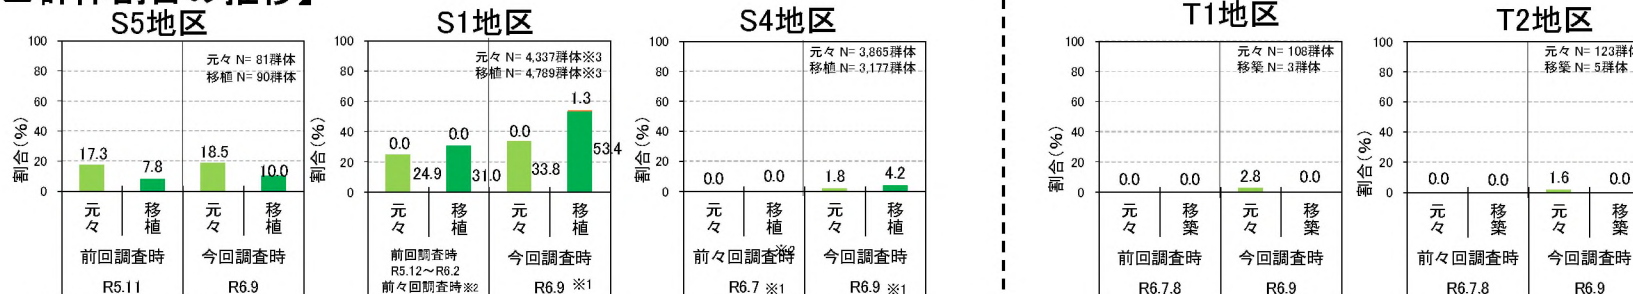 S5地区
100
80
60
40
20
0
割合(%)
元々 N= 81群体
移植 N= 90群体
17.3
7.8
18.5
10.0
元々
移植
元々
移植
前回調査時
今回調査時
R5.11
R6.9
S1地区
100
80
60
40
20
0
割合(%)
元々 N= 4,337群体※3
移植 N= 4,789群体※3
0.0
24.9
0.0
31.0
0.0
33.8
1.3
53.4
元々
移植
元々
移植
前回調査時
R5.12～R6.2
前々回調査時※2
今回調査時
R6.9 ※1
S4地区
100
80
60
40
20
0
割合(%)
元々 N= 3,865群体
移植 N= 3,177群体
0.0
0.0
1.8
4.2
元々
移植
元々
移植
前々回調査時※2
今回調査時
R6.7 ※1
R6.9 ※1
T1地区
100
80
60
40
20
0
割合(%)
元々 N= 108群体
移築 N= 3群体
0.0
0.0
2.8
0.0
元々
移築
元々
移築
前回調査時
今回調査時
R6.7.8
R6.9
T2地区
100
80
60
40
20
0
割合(%)
元々 N= 123群体
移築 N= 5群体
0.0
0.0
1.6
0.0
元々
移築
元々
移築
前々回調査時
今回調査時
R6.7.8
R6.9